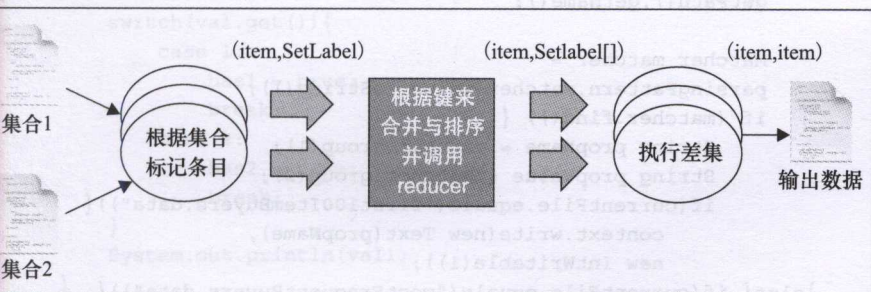 (item,SetLabel)
(item,Setlabel[])
(item,item)
集合1
根据集合
标记条目
根据键来
合并与排序
并调用
reducer
执行差集
输出数据
集合2